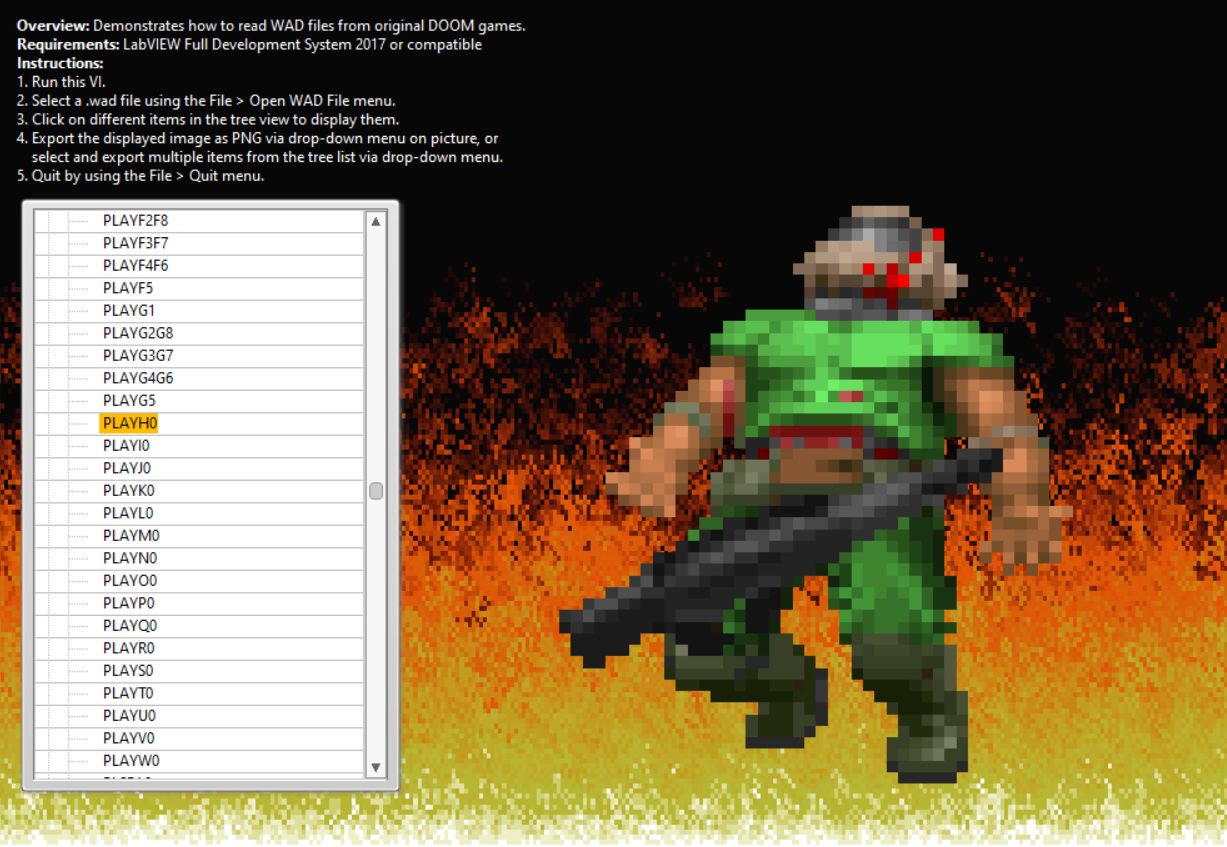 Overview: Demonstrates how to read WAD files from original DOOM games.
Requirements: LabVIEW Full Development System 2017 or compatible
Instructions:
1. Run this VI.
2. Select a .wad file using the File > Open WAD File menu.
3. Click on different items in the tree view to display them.
4. Export the displayed image as PNG via drop-down menu on picture, or
select and export multiple items from the tree list via drop-down menu.
5. Quit by using the File > Quit menu.
PLAYF2F8
PLAYF3F7
PLAYF4F6
PLAYF5
PLAYG1
PLAYG2G8
PLAYG3G7
PLAYG4G6
PLAYG5
PLAYH0
PLAYI0
PLAYJ0
PLAYK0
PLAYL0
PLAYM0
PLAYN0
PLAYO0
PLAYP0
PLAYQ0
PLAYR0
PLAYS0
PLAYT0
PLAYU0
PLAYV0
PLAYW0